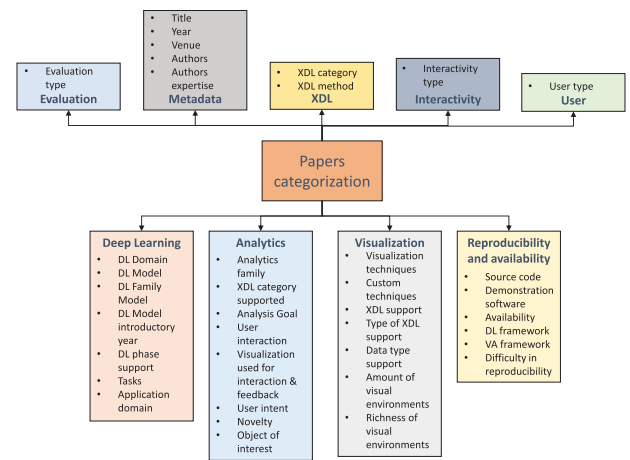 • Evaluation
type
Evaluation
• Title
• Year
• Venue
• Authors
• Authors
expertise
Metadata
• XDL category
• XDL method
XDL
• Interactivity
type
Interactivity
• User type
User
Papers
categorization
Deep Learning
• DL Domain
• DL Model
• DL Family
Model
• DL Model
introductory
year
• DL phase
support
• Tasks
• Application
domain
Analytics
• Analytics
family
• XDL category
supported
• Analysis Goal
• User
interaction
• Visualization
used for
interaction &
feedback
• User intent
• Novelty
• Object of
interest
Visualization
• Visualization
techniques
• Custom
techniques
• XDL support
• Type of XDL
support
• Data type
support
• Amount of
visual
environments
• Richness of
visual
environments
Reproducibility
and availability
• Source code
• Demonstration
software
• Availability
• DL framework
• VA framework
• Difficulty in
reproducibility